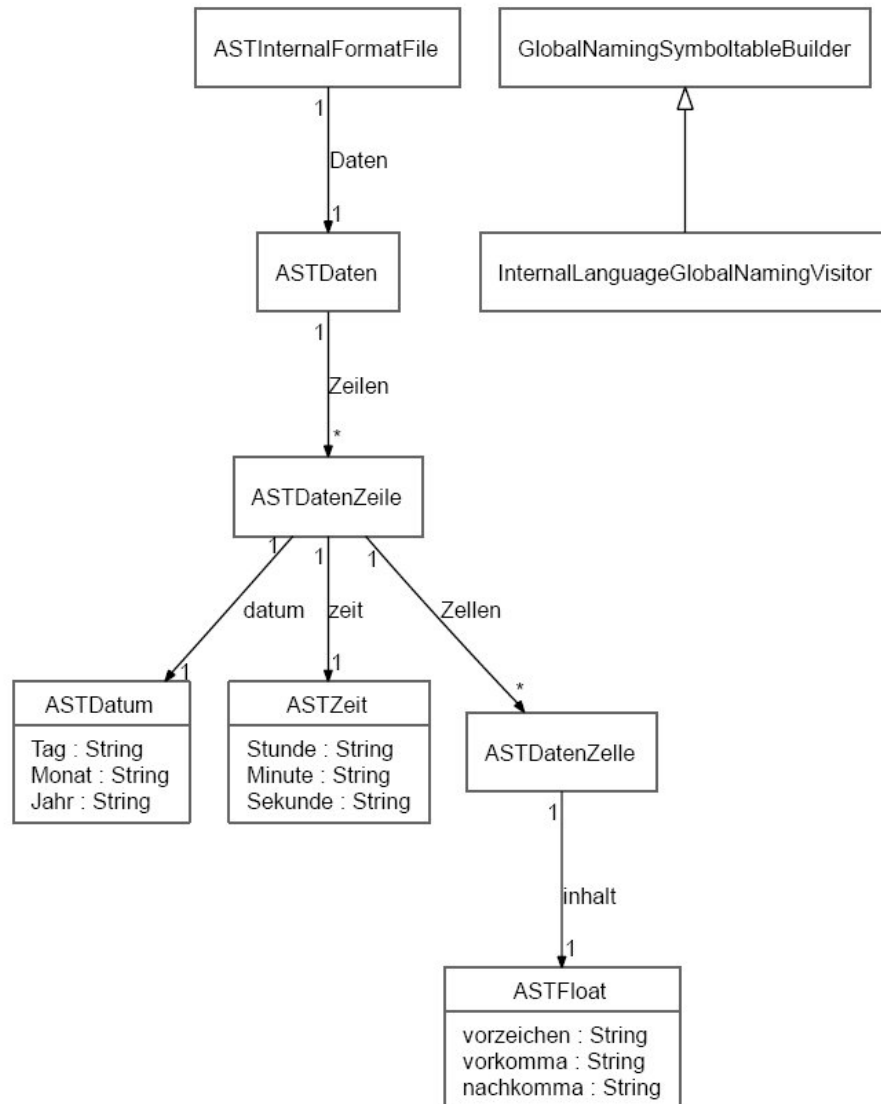 ASTInternalFormatFile
GlobalNamingSymboltableBuilder
1
Daten
1
ASTDaten
InternalLanguageGlobalNamingVisitor
1
Zeilen
*
ASTDatenZeile
1
1
1
datum
zeit
Zellen
1
1
*
ASTDatum
Tag : String
Monat : String
Jahr : String
ASTZeit
Stunde : String
Minute : String
Sekunde : String
ASTDatenZelle
1
inhalt
1
ASTFloat
vorzeichen : String
vorkomma : String
nachkomma : String